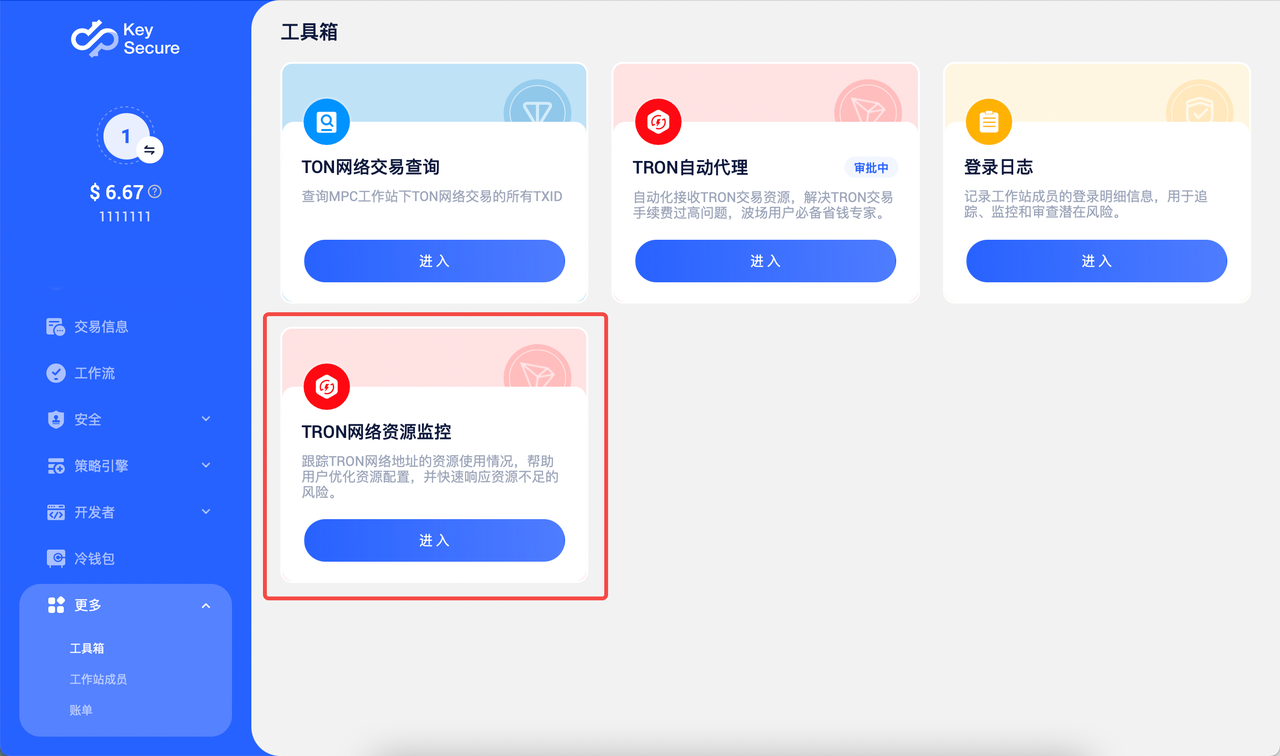 Key
Secure
1
$ 6.67
1111111
交易信息
工作流
安全
策略引擎
开发者
冷钱包
更多
工具箱
工作站成员
账单
工具箱
TON网络交易查询
查询MPC工作站下TON网络交易的所有TXID
进入
TRON自动代理
审批中
自动化接收TRON交易资源，解决TRON交易
手续费过高问题，波场用户必备省钱专家。
进入
登录日志
记录工作站成员的登录明细信息，用于追
踪、监控和审查潜在风险。
进入
TRON网络资源监控
跟踪TRON网络地址的资源使用情况，帮助
用户优化资源配置，并快速响应资源不足的
风险。
进入